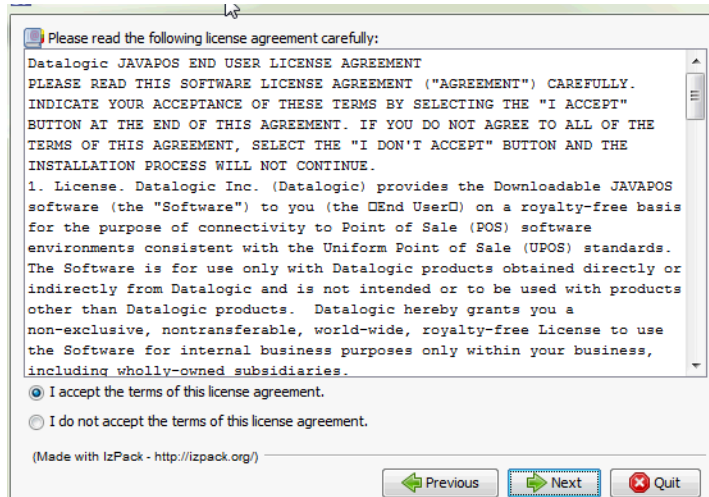 Please read the following license agreement carefully:
Datalogic JAVAPOS END USER LICENSE AGREEMENT
PLEASE READ THIS SOFTWARE LICENSE AGREEMENT ("AGREEMENT") CAREFULLY.
INDICATE YOUR ACCEPTANCE OF THESE TERMS BY SELECTING THE "I ACCEPT"
BUTTON AT THE END OF THIS AGREEMENT. IF YOU DO NOT AGREE TO ALL OF THE
TERMS OF THIS AGREEMENT, SELECT THE "I DON'T ACCEPT" BUTTON AND THE
INSTALLATION PROCESS WILL NOT CONTINUE.
1. License. Datalogic Inc. (Datalogic) provides the Downloadable JAVAPOS
software (the "Software") to you (the □End User□) on a royalty-free basis
for the purpose of connectivity to Point of Sale (POS) software
environments consistent with the Uniform Point of Sale (UPOS) standards.
The Software is for use only with Datalogic products obtained directly or
indirectly from Datalogic and is not intended or to be used with products
other than Datalogic products.  Datalogic hereby grants you a
non-exclusive, nontransferable, world-wide, royalty-free License to use
the Software for internal business purposes only within your business,
including wholly-owned subsidiaries.
I accept the terms of this license agreement.
I do not accept the terms of this license agreement.
(Made with IzPack - http://izpack.org/)
Previous Next Quit